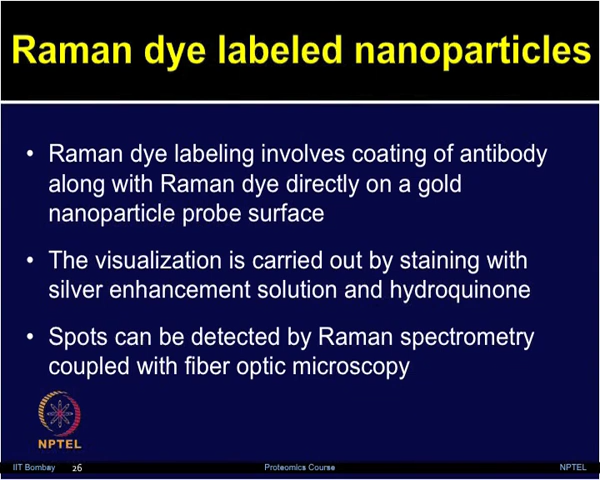 Raman dye labeled nanoparticles
• Raman dye labeling involves coating of antibody
along with Raman dye directly on a gold
nanoparticle probe surface
• The visualization is carried out by staining with
silver enhancement solution and hydroquinone
• Spots can be detected by Raman spectrometry
coupled with fiber optic microscopy
NPTEL
IIT Bombay 26 Proteomics Course NPTEL